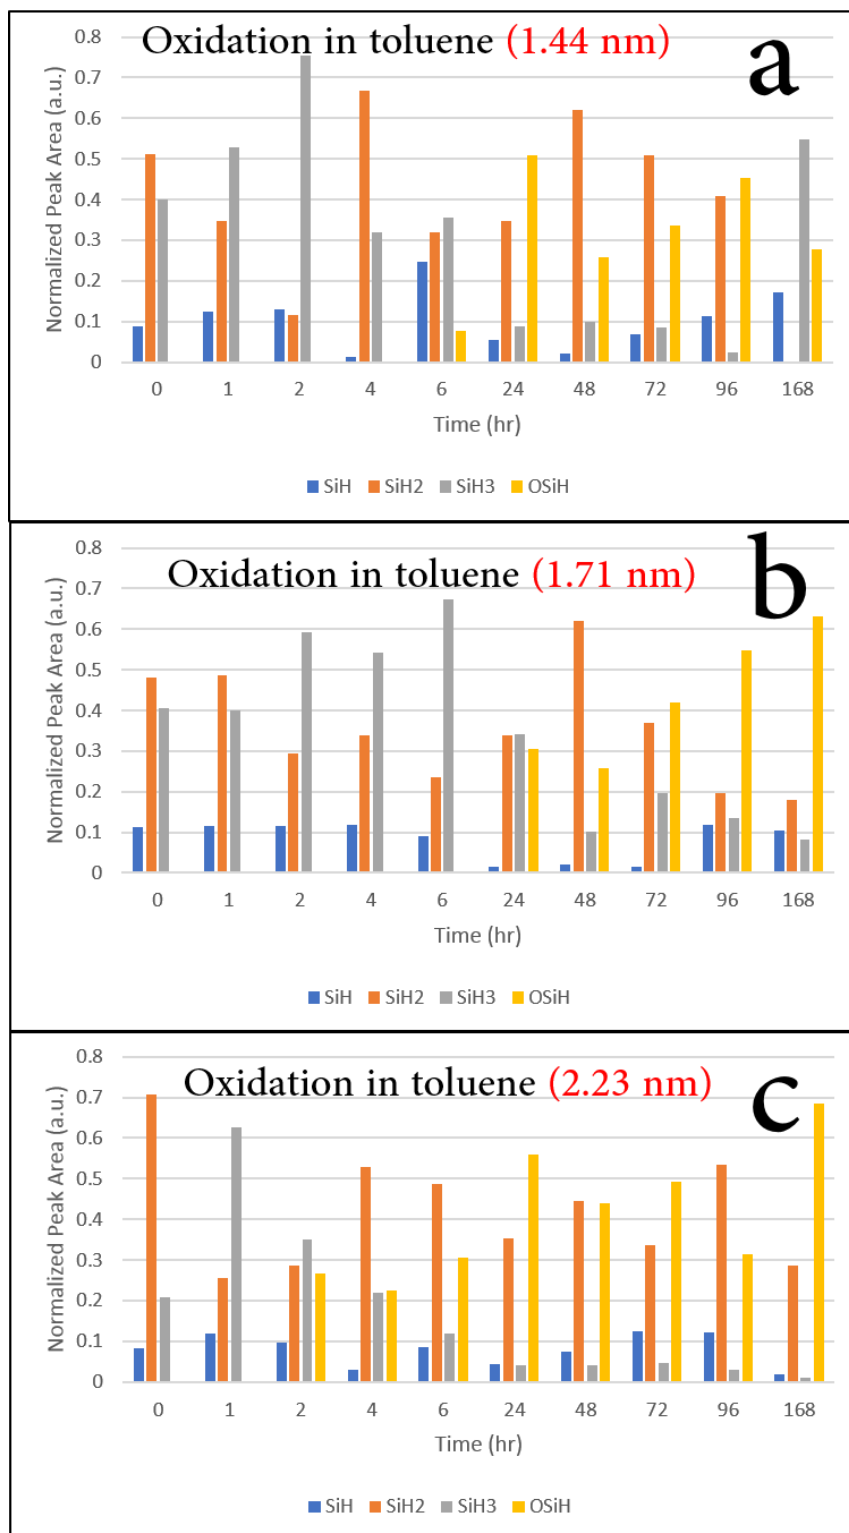 Oxidation in toluene (1.44 nm)
a
Normalized Peak Area (a.u.)
0.8
0.7
0.6
0.5
0.4
0.3
0.2
0.1
0
0 1 2 4 6 24 48 72 96 168
Time (hr)
SiH SiH2 SiH3 OSiH
Oxidation in toluene (1.71 nm)
b
Normalized Peak Area (a.u.)
0.8
0.7
0.6
0.5
0.4
0.3
0.2
0.1
0
0 1 2 4 6 24 48 72 96 168
Time (hr)
SiH SiH2 SiH3 OSiH
Oxidation in toluene (2.23 nm)
c
Normalized Peak Area (a.u.)
0.8
0.7
0.6
0.5
0.4
0.3
0.2
0.1
0
0 1 2 4 6 24 48 72 96 168
Time (hr)
SiH SiH2 SiH3 OSiH